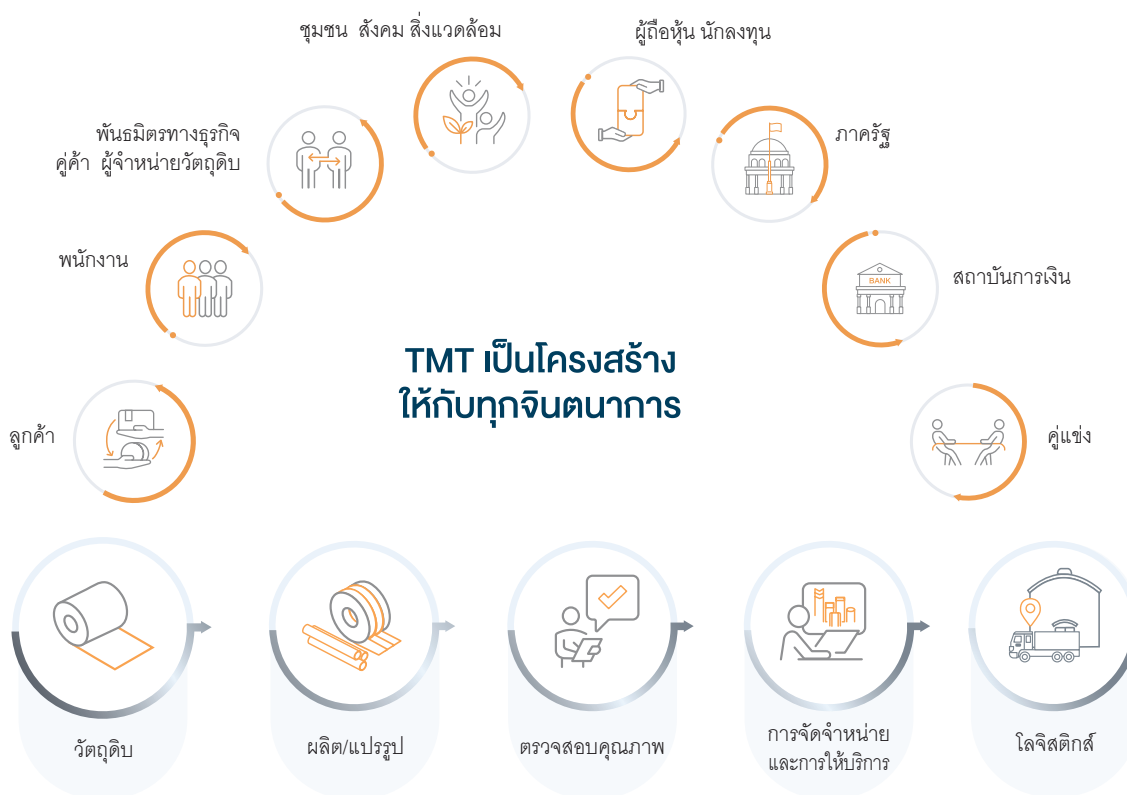 ชุมชน สังคม สิ่งแวดล้อม
ผู้ถือหุ้น นักลงทุน
พันธมิตรทางธุรกิจ
คู่ค้า ผู้จำหน่ายวัตถุดิบ
ภาครัฐ
พนักงาน
สถาบันการเงิน
BANK
TMT เป็นโครงสร้าง
ให้กับทุกจินตนาการ
ลูกค้า
คู่แข่ง
วัตถุดิบ
ผลิต/แปรรูป
ตรวจสอบคุณภาพ
การจัดจำหน่าย
และการให้บริการ
โลจิสติกส์